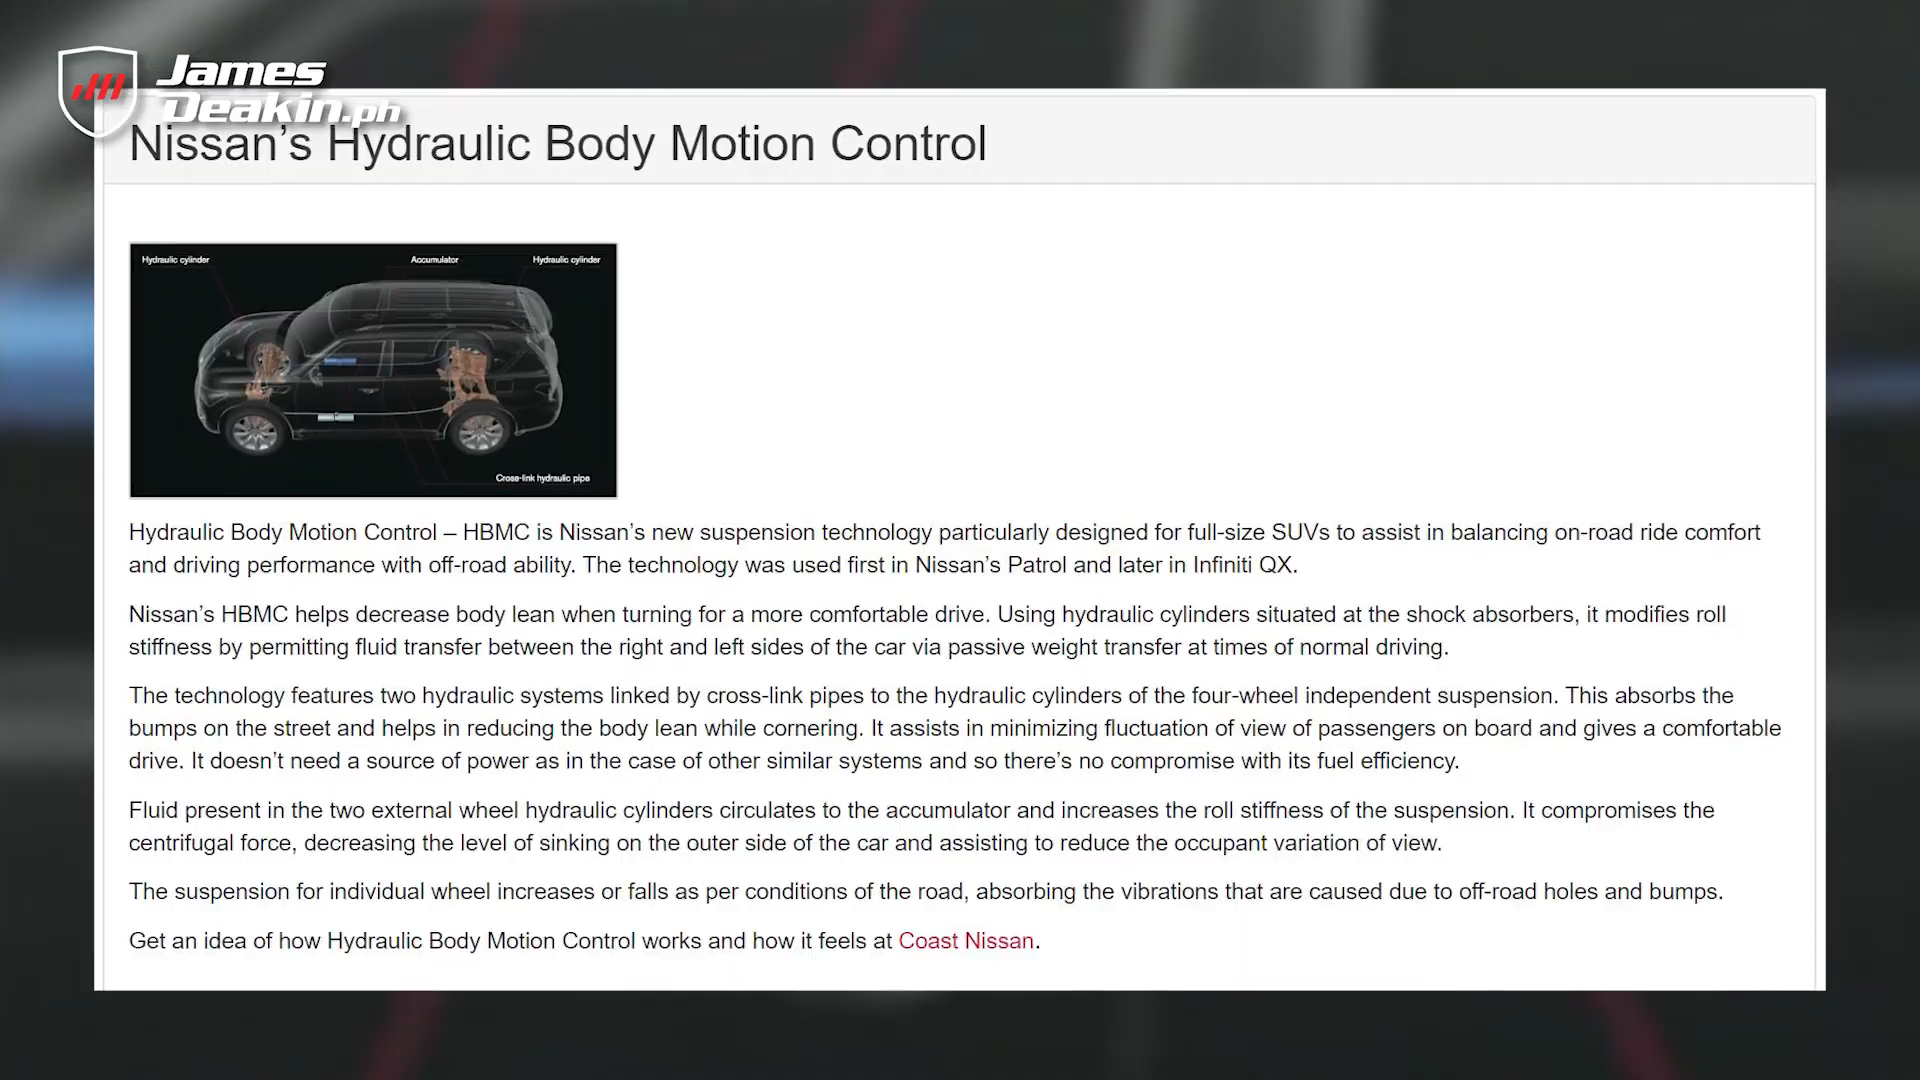 James
Deakin.ph
Nissan’s Hydraulic Body Motion Control
Hydraulic cylinder
Accumulator
Hydraulic cylinder
Cross-link hydraulic pipe
Hydraulic Body Motion Control – HBMC is Nissan’s new suspension technology particularly designed for full-size SUVs to assist in balancing on-road ride comfort
and driving performance with off-road ability. The technology was used first in Nissan’s Patrol and later in Infiniti QX.
Nissan’s HBMC helps decrease body lean when turning for a more comfortable drive. Using hydraulic cylinders situated at the shock absorbers, it modifies roll
stiffness by permitting fluid transfer between the right and left sides of the car via passive weight transfer at times of normal driving.
The technology features two hydraulic systems linked by cross-link pipes to the hydraulic cylinders of the four-wheel independent suspension. This absorbs the
bumps on the street and helps in reducing the body lean while cornering. It assists in minimizing fluctuation of view of passengers on board and gives a comfortable
drive. It doesn’t need a source of power as in the case of other similar systems and so there’s no compromise with its fuel efficiency.
Fluid present in the two external wheel hydraulic cylinders circulates to the accumulator and increases the roll stiffness of the suspension. It compromises the
centrifugal force, decreasing the level of sinking on the outer side of the car and assisting to reduce the occupant variation of view.
The suspension for individual wheel increases or falls as per conditions of the road, absorbing the vibrations that are caused due to off-road holes and bumps.
Get an idea of how Hydraulic Body Motion Control works and how it feels at Coast Nissan.